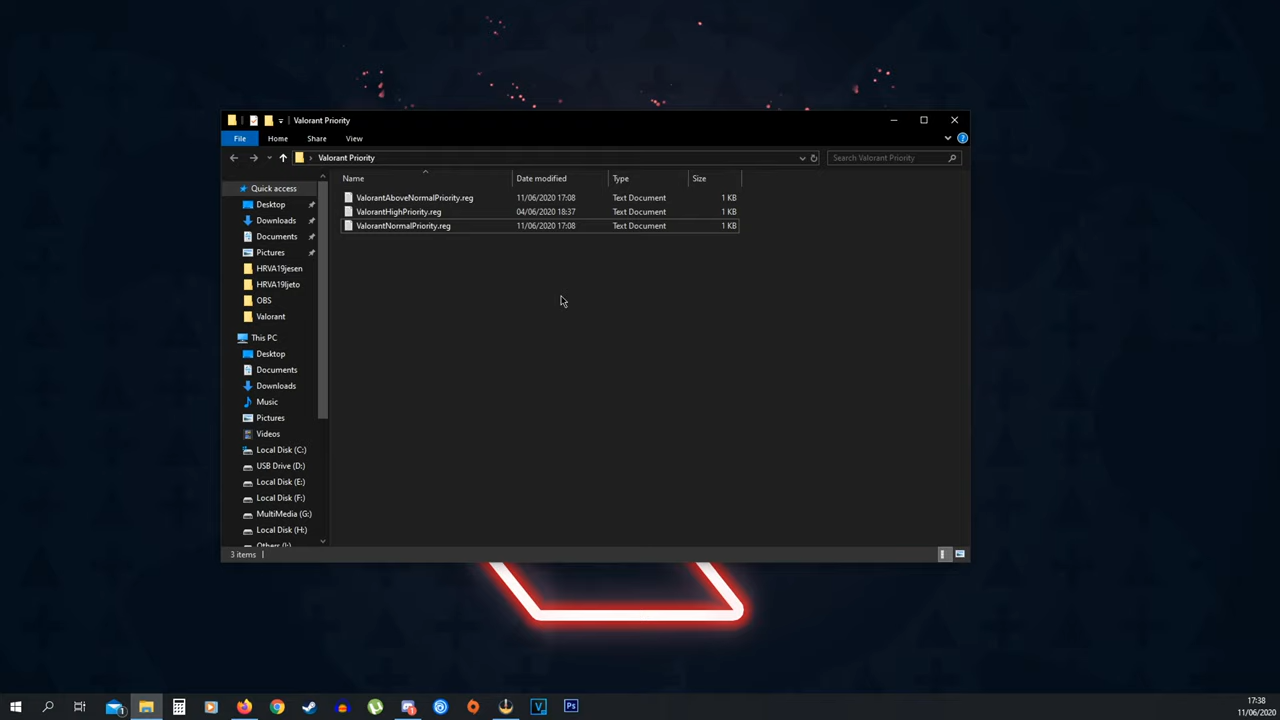 Valorant Priority
File Home Share View
Valorant Priority Search Valorant Priority
Name Date modified Type Size
Quick access
Desktop
Downloads
Documents
Pictures
HRVA19jesen
HRVA19ljeto
OBS
Valorant
This PC
Desktop
Documents
Downloads
Music
Pictures
Videos
Local Disk (C:)
USB Drive (D:)
Local Disk (E:)
Local Disk (F:)
MultiMedia (G:)
Local Disk (H:)
Others (I:)
ValorantAboveNormalPriority.reg 11/06/2020 17:08 Text Document 1 KB
ValorantHighPriority.reg 04/06/2020 18:37 Text Document 1 KB
ValorantNormalPriority.reg 11/06/2020 17:08 Text Document 1 KB
3 items
17:38
11/06/2020